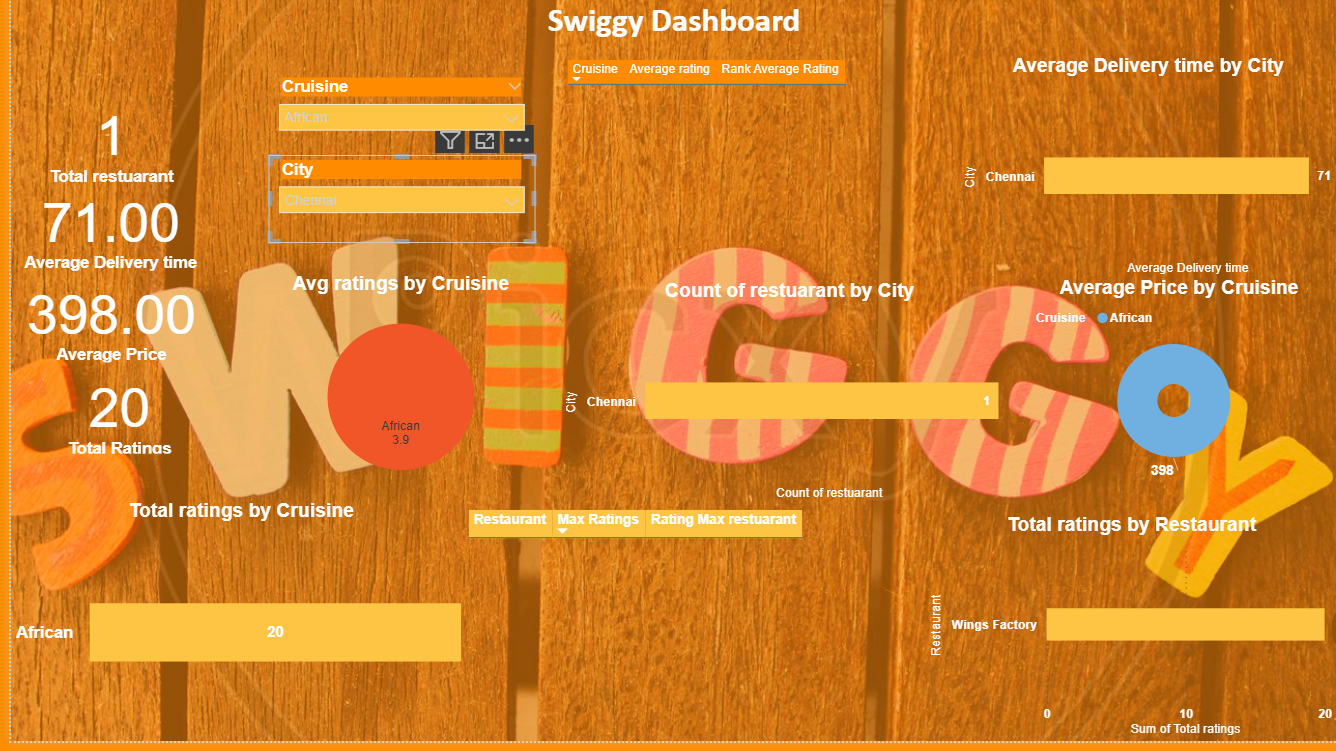 Swiggy Dashboard
Cruisine
African
City
Chennai
Cruisine Average rating Rank Average Rating
Average Delivery time by City
City
Chennai
71
Average Delivery time
1
Total restuarant
71.00
Average Delivery time
398.00
Average Price
20
Total Ratings
Avg ratings by Cruisine
African
3.9
Count of restuarant by City
City
Chennai
1
Count of restuarant
Average Price by Cruisine
Cruisine African
398
SWIGGY
Total ratings by Cruisine
African
20
Restaurant Max Ratings Rating Max restuarant
Total ratings by Restaurant
Restaurant
Wings Factory
0 10 20
Sum of Total ratings